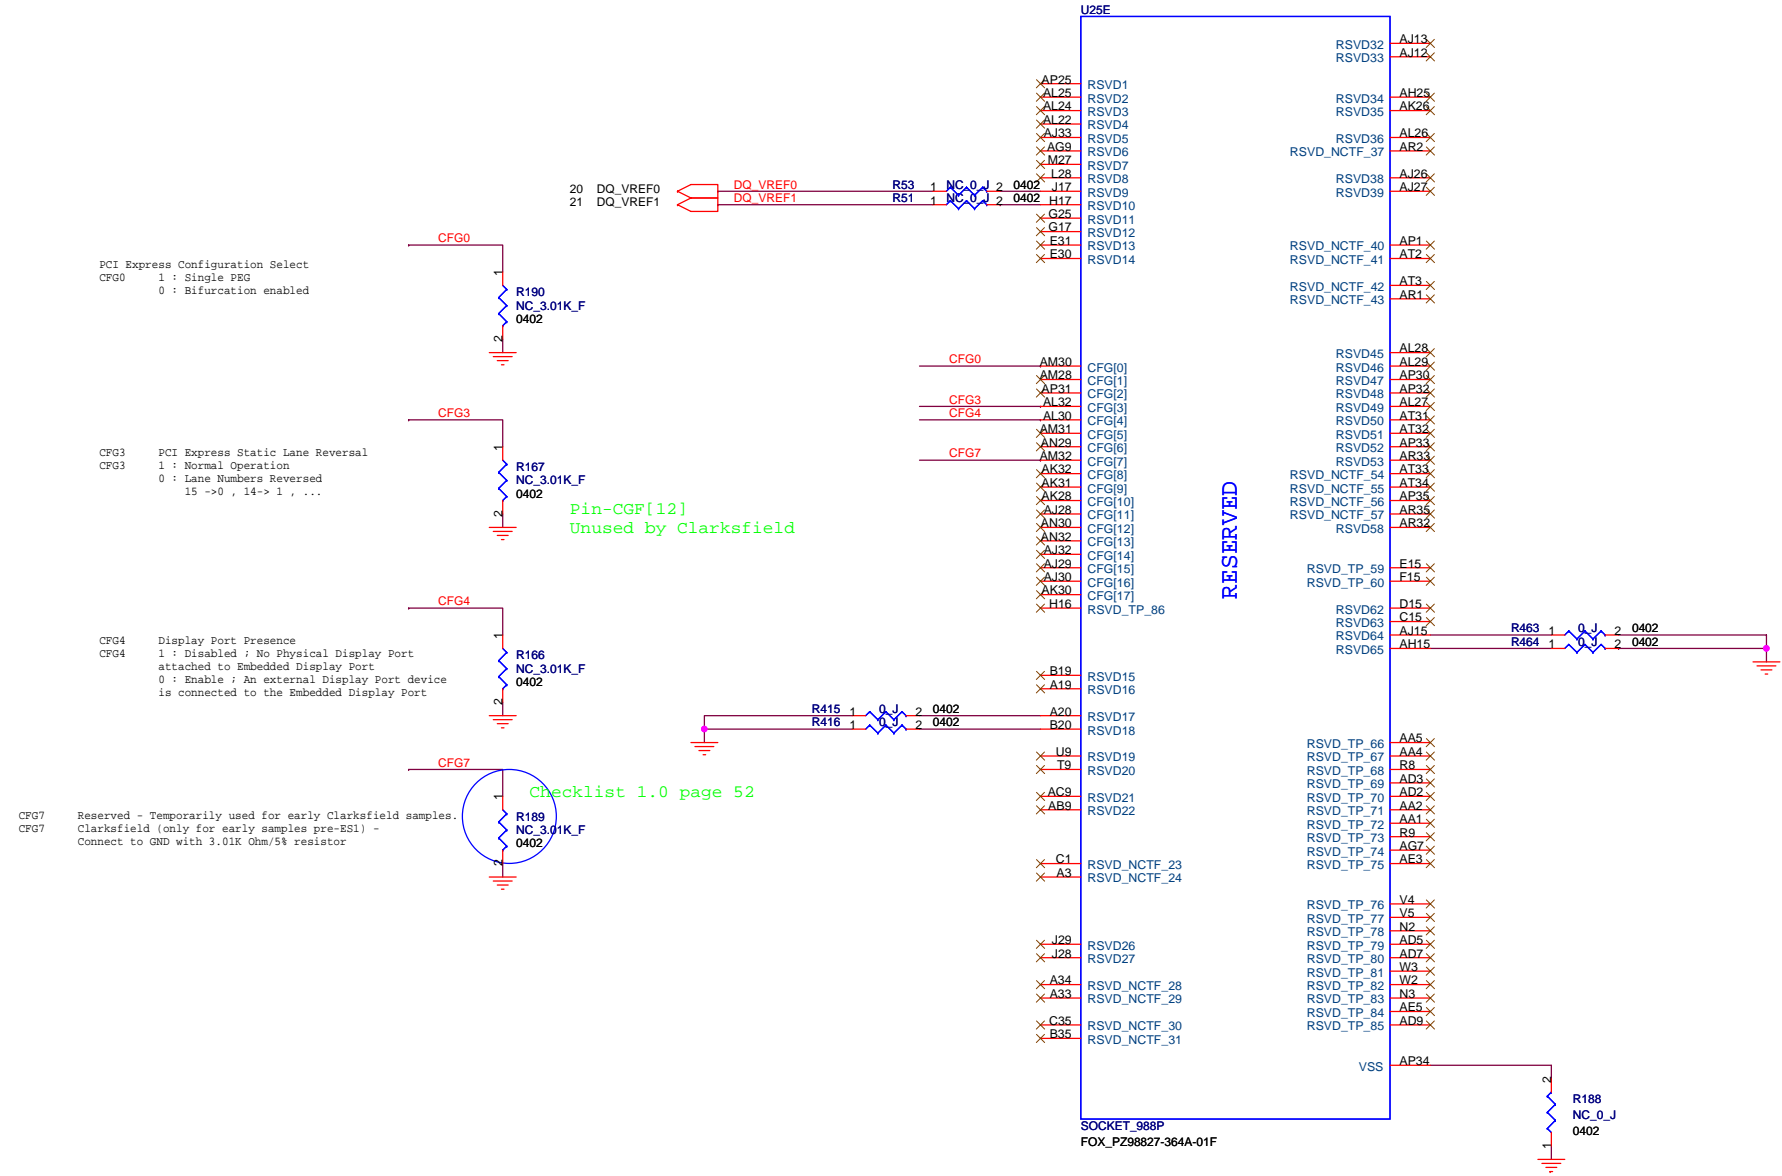 U25E
AP25 RSVD1
AL25 RSVD2
AL24 RSVD3
AL22 RSVD4
AJ33 RSVD5
AG9 RSVD6
M27 RSVD7
L28 RSVD8
20 DQ_VREF0 DQ_VREF0 R53 1 NC_0_J 2 0402 J17 RSVD9
21 DQ_VREF1 DQ_VREF1 R51 1 NC_0_J 2 0402 H17 RSVD10
G25 RSVD11
G17 RSVD12
E31 RSVD13
E30 RSVD14
CFG0 AM30 CFG[0]
AM28 CFG[1]
AP31 CFG[2]
CFG3 AL32 CFG[3]
CFG4 AL30 CFG[4]
AM31 CFG[5]
AN29 CFG[6]
CFG7 AM32 CFG[7]
AK32 CFG[8]
AK31 CFG[9]
AK28 CFG[10]
AJ28 CFG[11]
AN30 CFG[12]
AN32 CFG[13]
AJ32 CFG[14]
AJ29 CFG[15]
AJ30 CFG[16]
AK30 CFG[17]
H16 RSVD_TP_86
B19 RSVD15
A19 RSVD16
R415 1 0_J 2 0402 A20 RSVD17
R416 1 0_J 2 0402 B20 RSVD18
U9 RSVD19
T9 RSVD20
AC9 RSVD21
AB9 RSVD22
C1 RSVD_NCTF_23
A3 RSVD_NCTF_24
J29 RSVD26
J28 RSVD27
A34 RSVD_NCTF_28
A33 RSVD_NCTF_29
C35 RSVD_NCTF_30
B35 RSVD_NCTF_31
RESERVED
RSVD32 AJ13
RSVD33 AJ12
RSVD34 AH25
RSVD35 AK26
RSVD36 AL26
RSVD_NCTF_37 AR2
RSVD38 AJ26
RSVD39 AJ27
RSVD_NCTF_40 AP1
RSVD_NCTF_41 AT2
RSVD_NCTF_42 AT3
RSVD_NCTF_43 AR1
RSVD45 AL28
RSVD46 AL29
RSVD47 AP30
RSVD48 AP32
RSVD49 AL27
RSVD50 AT31
RSVD51 AT32
RSVD52 AP33
RSVD53 AR33
RSVD_NCTF_54 AT33
RSVD_NCTF_55 AT34
RSVD_NCTF_56 AP35
RSVD_NCTF_57 AR35
RSVD58 AR32
RSVD_TP_59 E15
RSVD_TP_60 F15
RSVD62 D15
RSVD63 C15
RSVD64 AJ15 R463 1 0_J 2 0402
RSVD65 AH15 R464 1 0_J 2 0402
RSVD_TP_66 AA5
RSVD_TP_67 AA4
RSVD_TP_68 R8
RSVD_TP_69 AD3
RSVD_TP_70 AD2
RSVD_TP_71 AA2
RSVD_TP_72 AA1
RSVD_TP_73 R9
RSVD_TP_74 AG7
RSVD_TP_75 AE3
RSVD_TP_76 V4
RSVD_TP_77 V5
RSVD_TP_78 N2
RSVD_TP_79 AD5
RSVD_TP_80 AD7
RSVD_TP_81 W3
RSVD_TP_82 W2
RSVD_TP_83 N3
RSVD_TP_84 AE5
RSVD_TP_85 AD9
VSS AP34
2
R188
NC_0_J
0402
1
SOCKET_988P
FOX_PZ98827-364A-01F
CFG0
PCI Express Configuration Select
CFG0 1 : Single PEG
0 : Bifurcation enabled
1
R190
NC_3.01K_F
0402
2
CFG3
CFG3 PCI Express Static Lane Reversal
CFG3 1 : Normal Operation
0 : Lane Numbers Reversed
15 ->0 , 14-> 1 , ...
1
R167
NC_3.01K_F
0402
2
Pin-CGF[12]
Unused by Clarksfield
CFG4
CFG4 Display Port Presence
CFG4 1 : Disabled ; No Physical Display Port
attached to Embedded Display Port
0 : Enable ; An external Display Port device
is connected to the Embedded Display Port
1
R166
NC_3.01K_F
0402
2
CFG7
Checklist 1.0 page 52
CFG7 Reserved - Temporarily used for early Clarksfield samples.
CFG7 Clarksfield (only for early samples pre-ES1) -
Connect to GND with 3.01K Ohm/5% resistor
1
R189
NC_3.01K_F
0402
2